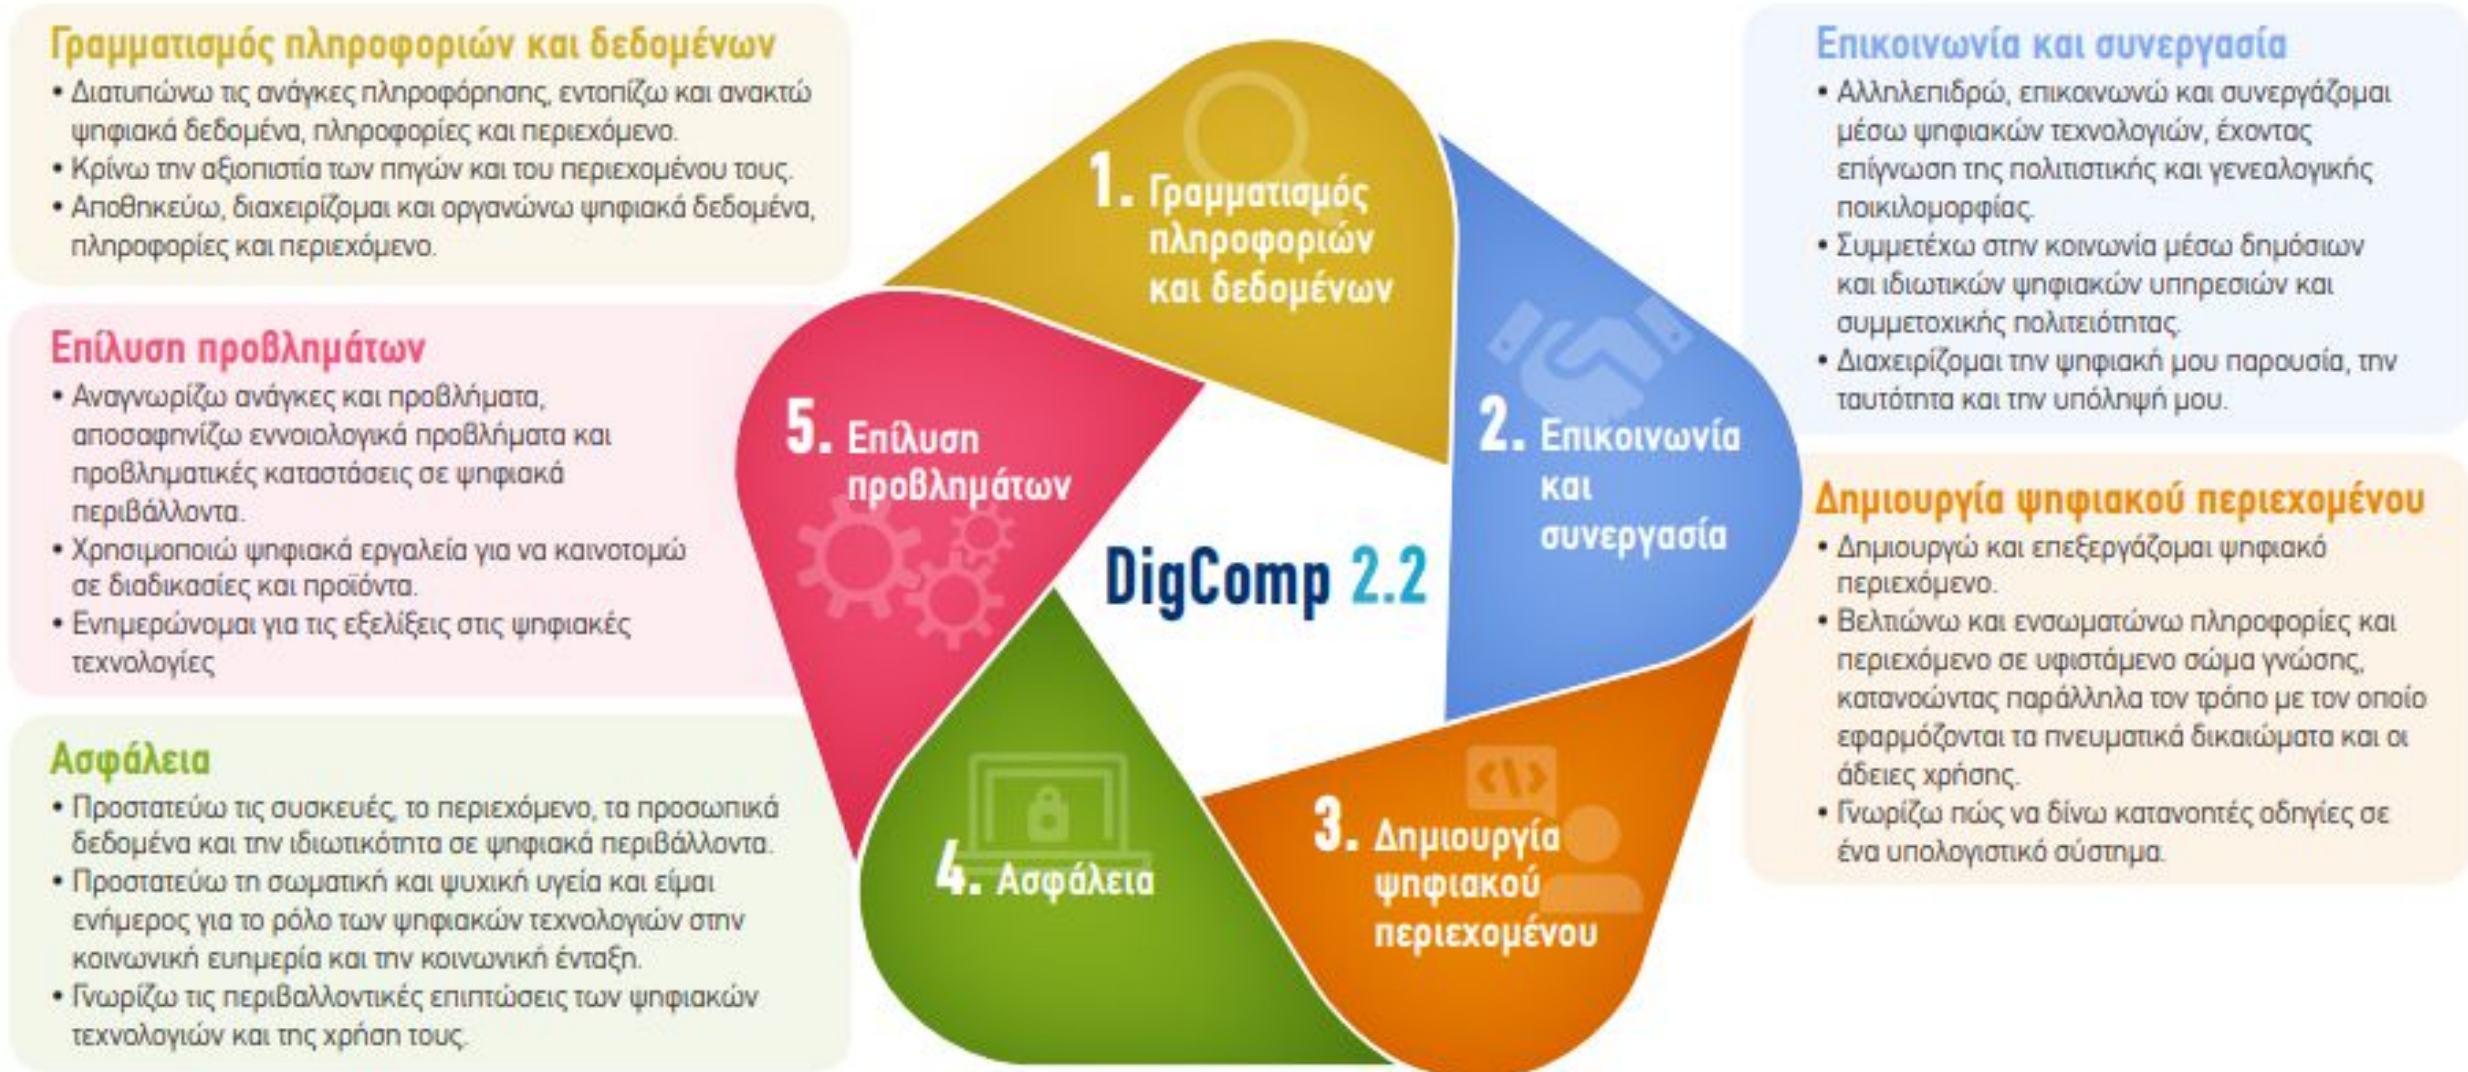 Γραμματισμός πληροφοριών και δεδομένων
• Διατυπώνω τις ανάγκες πληροφόρησης, εντοπίζω και ανακτώ
ψηφιακά δεδομένα, πληροφορίες και περιεχόμενο.
• Κρίνω την αξιοπιστία των πηγών και του περιεχομένου τους.
• Αποθηκεύω, διαχειρίζομαι και οργανώνω ψηφιακά δεδομένα,
πληροφορίες και περιεχόμενο.
Επίλυση προβλημάτων
• Αναγνωρίζω ανάγκες και προβλήματα,
αποσαφηνίζω εννοιολογικά προβλήματα και
προβληματικές καταστάσεις σε ψηφιακά
περιβάλλοντα.
• Χρησιμοποιώ ψηφιακά εργαλεία για να καινοτομώ
σε διαδικασίες και προϊόντα.
• Ενημερώνομαι για τις εξελίξεις στις ψηφιακές
τεχνολογίες
Ασφάλεια
• Προστατεύω τις συσκευές, το περιεχόμενο, τα προσωπικά
δεδομένα και την ιδιωτικότητα σε ψηφιακά περιβάλλοντα.
• Προστατεύω τη σωματική και ψυχική υγεία και είμαι
ενήμερος για το ρόλο των ψηφιακών τεχνολογιών στην
κοινωνική ευημερία και την κοινωνική ένταξη.
• Γνωρίζω τις περιβαλλοντικές επιπτώσεις των ψηφιακών
τεχνολογιών και της χρήση τους.
1. Γραμματισμός
πληροφοριών
και δεδομένων
2. Επικοινωνία
και
συνεργασία
3. Δημιουργία
ψηφιακού
περιεχομένου
4. Ασφάλεια
5. Επίλυση
προβλημάτων
DigComp 2.2
Επικοινωνία και συνεργασία
• Αλληλεπιδρώ, επικοινωνώ και συνεργάζομαι
μέσω ψηφιακών τεχνολογιών, έχοντας
επίγνωση της πολιτιστικής και γενεαλογικής
ποικιλομορφίας.
• Συμμετέχω στην κοινωνία μέσω δημόσιων
και ιδιωτικών ψηφιακών υπηρεσιών και
συμμετοχικής πολιτειότητας.
• Διαχειρίζομαι την ψηφιακή μου παρουσία, την
ταυτότητα και την υπόληψή μου.
Δημιουργία ψηφιακού περιεχομένου
• Δημιουργώ και επεξεργάζομαι ψηφιακό
περιεχόμενο.
• Βελτιώνω και ενσωματώνω πληροφορίες και
περιεχόμενο σε υφιστάμενο σώμα γνώσης,
κατανοώντας παράλληλα τον τρόπο με τον οποίο
εφαρμόζονται τα πνευματικά δικαιώματα και οι
άδειες χρήσης.
• Γνωρίζω πώς να δίνω κατανοητές οδηγίες σε
ένα υπολογιστικό σύστημα.